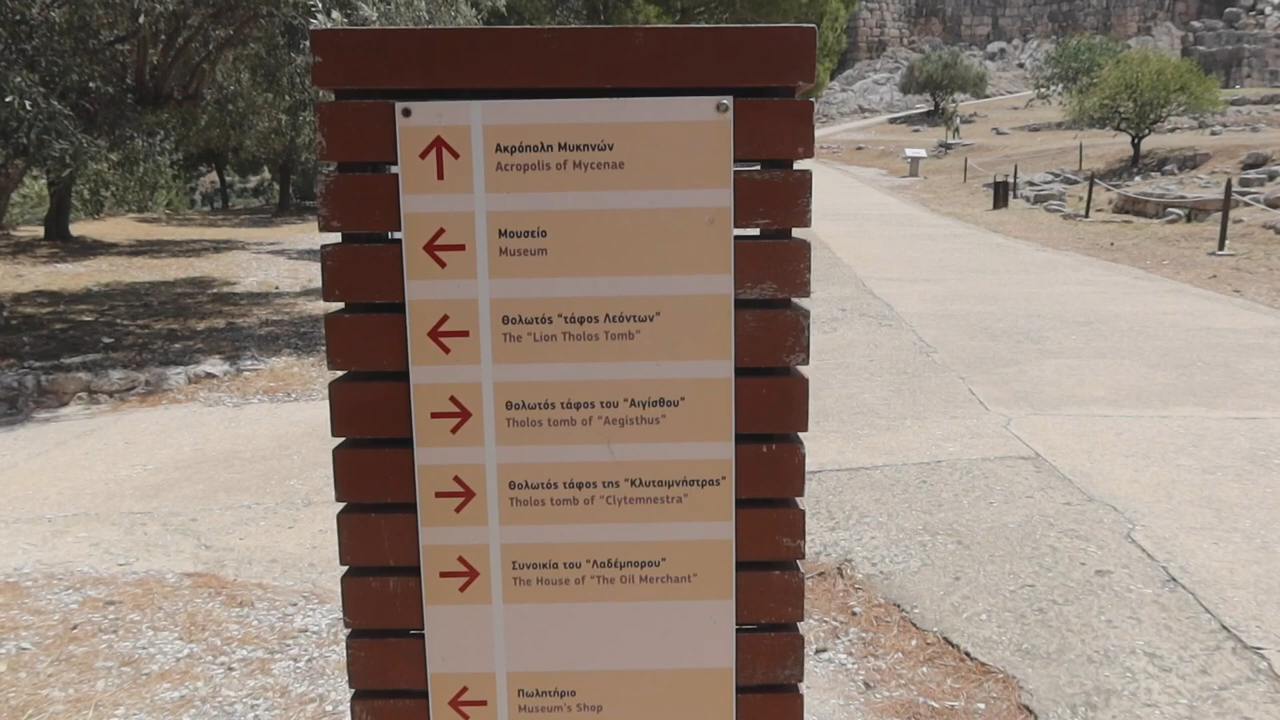 Ακρόπολη Μυκηνών
Acropolis of Mycenae
Μουσείο
Museum
Θολωτός "τάφος Λεόντων"
The "Lion Tholos Tomb"
Θολωτός τάφος του "Αιγίσθου"
Tholos tomb of "Aegisthus"
Θολωτός τάφος της "Κλυταιμνήστρας"
Tholos tomb of "Clytemnestra"
Συνοικία του "Λαδέμπορου"
The House of "The Oil Merchant"
Πωλητήριο
Museum's Shop